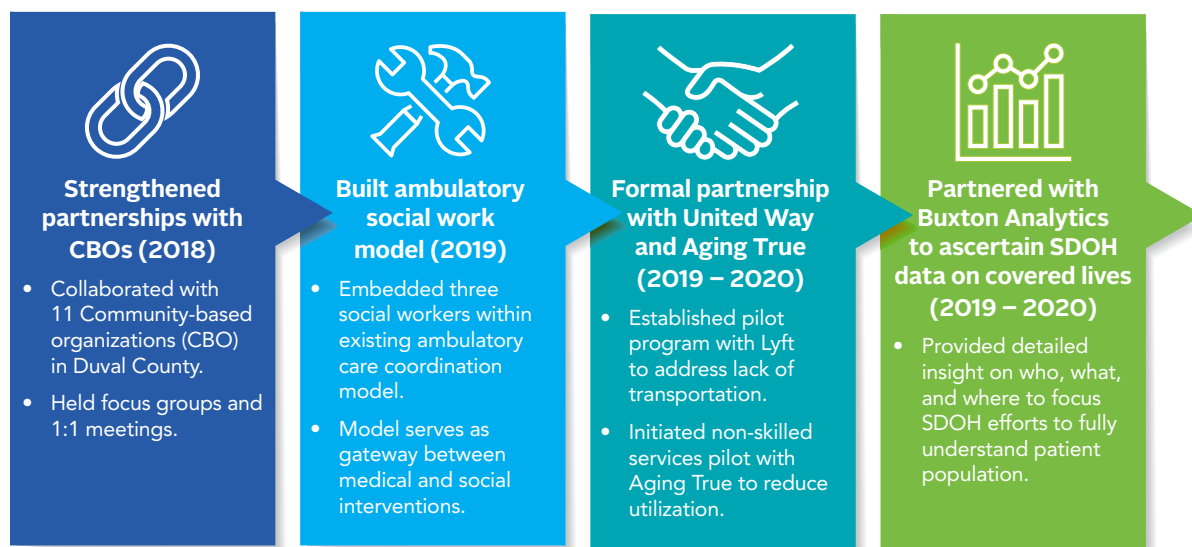 Strengthened
partnerships with
CBOs (2018)
• Collaborated with
11 Community-based
organizations (CBO)
in Duval County.
• Held focus groups and
1:1 meetings.
Built ambulatory
social work
model (2019)
• Embedded three
social workers within
existing ambulatory
care coordination
model.
• Model serves as
gateway between
medical and social
interventions.
Formal partnership
with United Way
and Aging True
(2019 – 2020)
• Established pilot
program with Lyft
to address lack of
transportation.
• Initiated non-skilled
services pilot with
Aging True to reduce
utilization.
Partnered with
Buxton Analytics
to ascertain SDOH
data on covered lives
(2019 – 2020)
• Provided detailed
insight on who, what,
and where to focus
SDOH efforts to fully
understand patient
population.